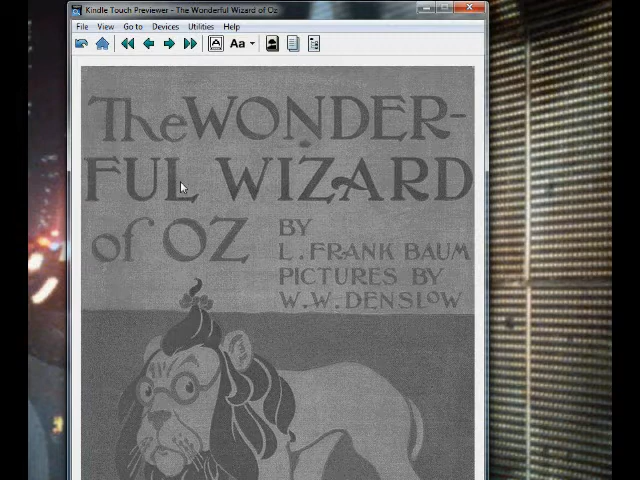 Kindle Touch Previewer - The Wonderful Wizard of Oz
File View Go to Devices Utilities Help
A Aa
The WONDER-
FUL WIZARD
of OZ BY
L. FRANK BAUM
PICTURES BY
W. W. DENSLOW